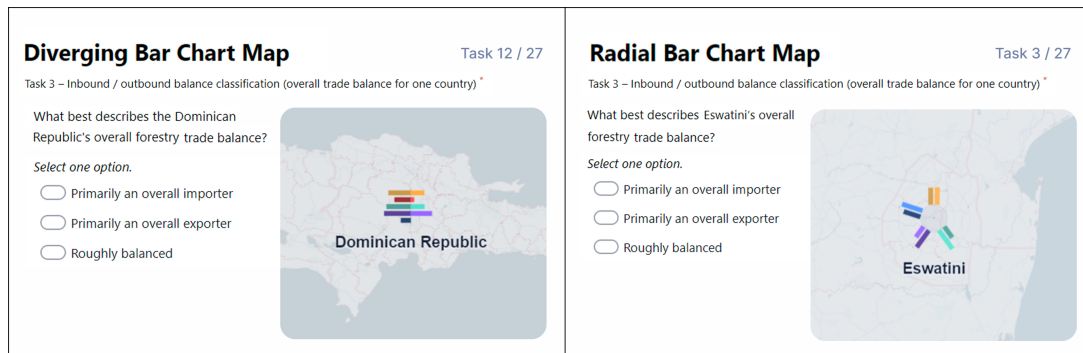 Diverging Bar Chart Map
Task 12 / 27
Task 3 – Inbound / outbound balance classification (overall trade balance for one country) *
What best describes the Dominican
Republic's overall forestry trade balance?
Select one option.
Primarily an overall importer
Primarily an overall exporter
Roughly balanced
Dominican Republic
Radial Bar Chart Map
Task 3 / 27
Task 3 – Inbound / outbound balance classification (overall trade balance for one country) *
What best describes Eswatini's overall
forestry trade balance?
Select one option.
Primarily an overall importer
Primarily an overall exporter
Roughly balanced
Eswatini